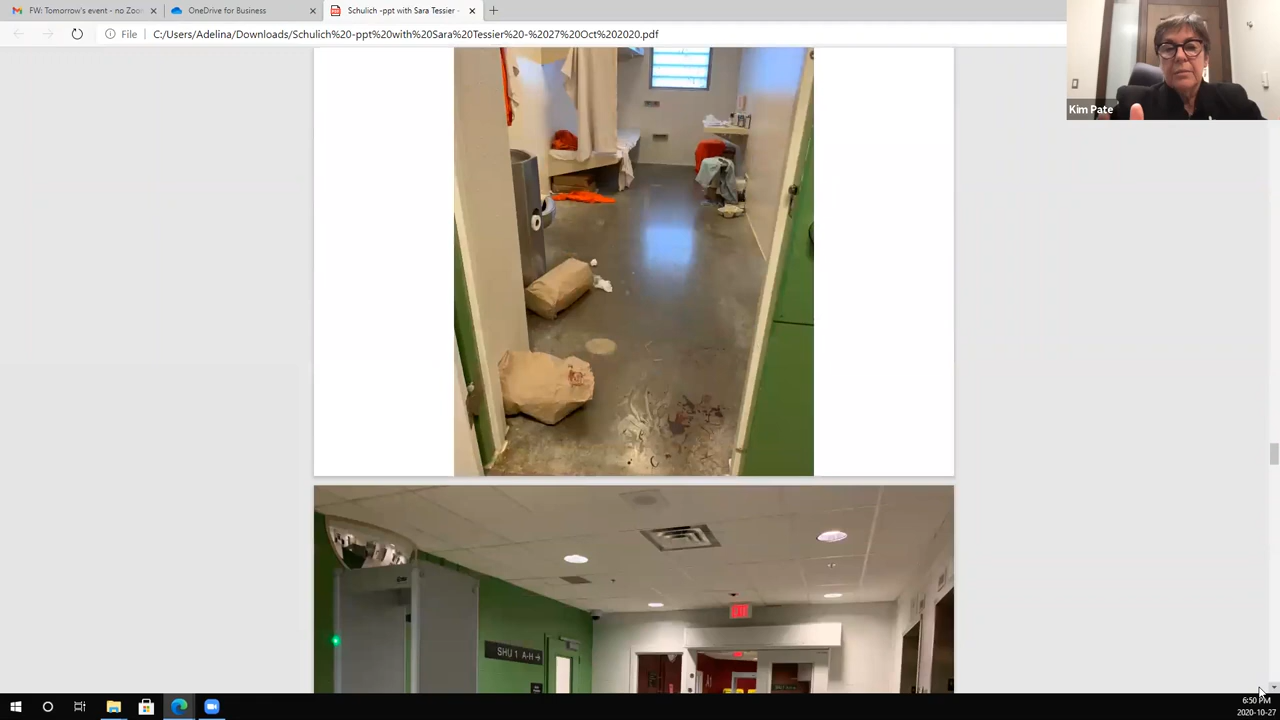 FW: Tomorrow's event - no Zoo
OneDrive for Business
Schulich -ppt with Sara Tessier -
File
C:/Users/Adelina/Downloads/Schulich%20-ppt%20with%20Sara%20Tessier%20-%2027%20Oct%202020.pdf
Kim Pate
EXIT
SHU 1 A-H →
6:50 PM
2020-10-27